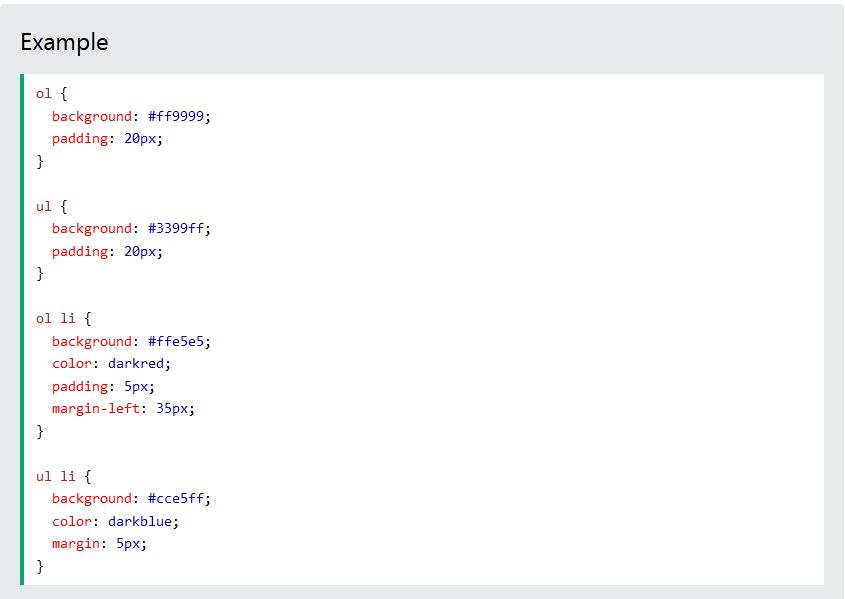 Example
ol {
  background: #ff9999;
  padding: 20px;
}
ul {
  background: #3399ff;
  padding: 20px;
}
ol li {
  background: #ffe5e5;
  color: darkred;
  padding: 5px;
  margin-left: 35px;
}
ul li {
  background: #cce5ff;
  color: darkblue;
  margin: 5px;
}